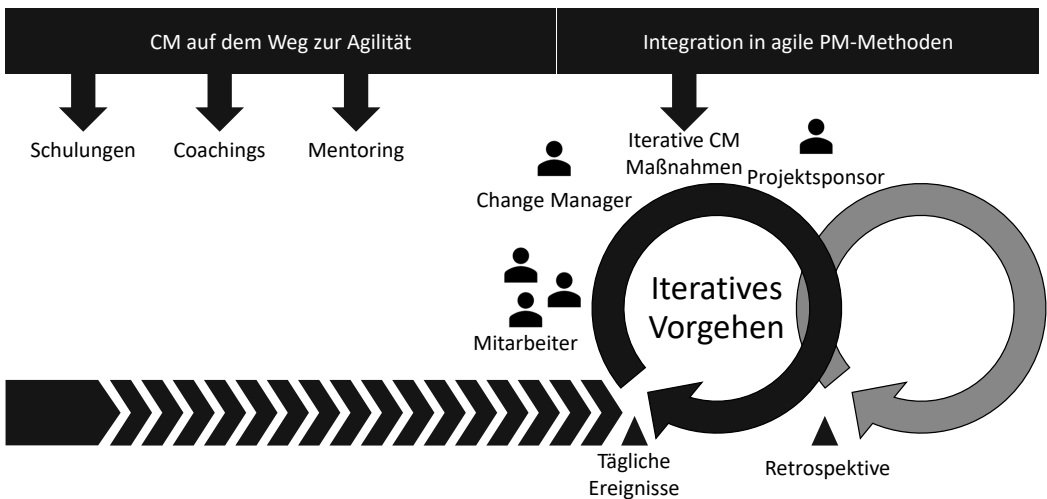 CM auf dem Weg zur Agilität
Integration in agile PM-Methoden
Schulungen
Coachings
Mentoring
Iterative CM
Maßnahmen
Projektsponsor
Change Manager
Iteratives
Vorgehen
Mitarbeiter
Tägliche
Ereignisse
Retrospektive